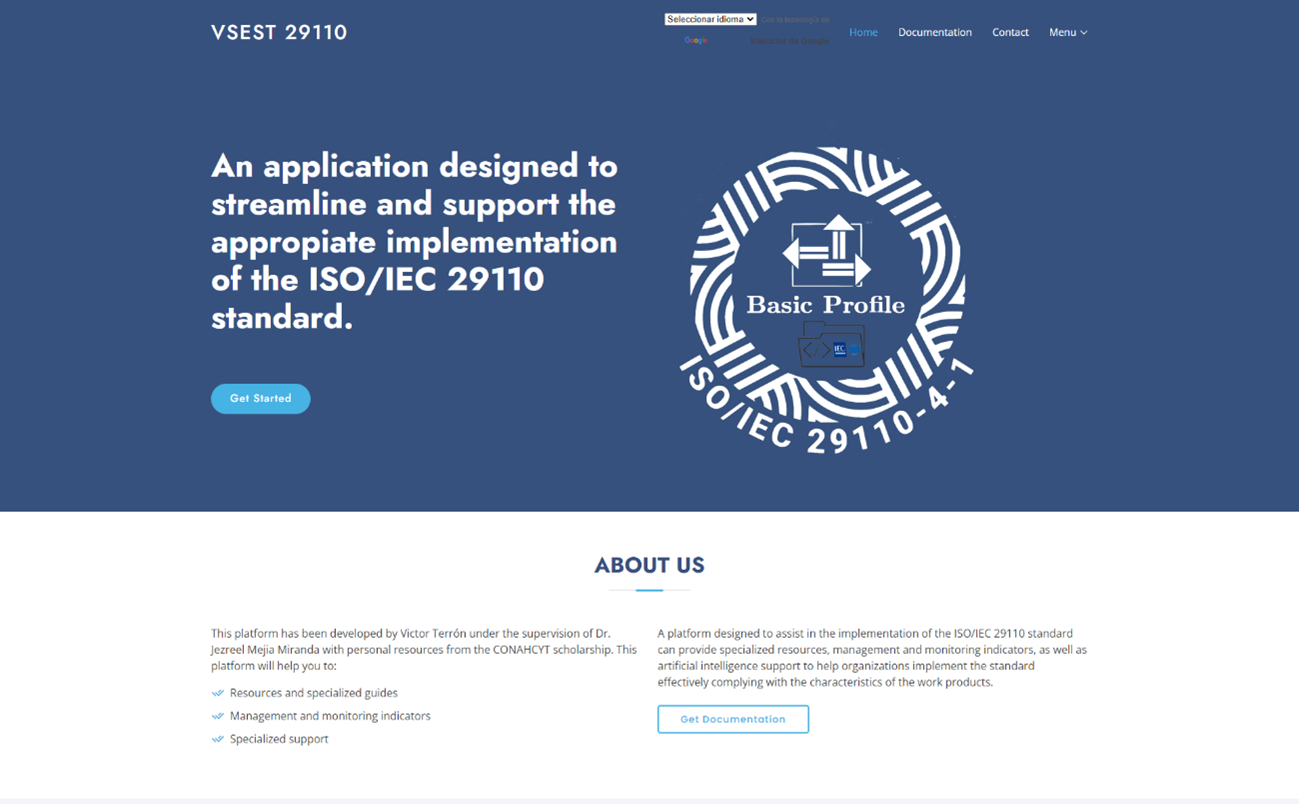 VSEST 29110
Seleccionar idioma
Con la tecnología de
Google
Traductor de Google
Home
Documentation
Contact
Menu
An application designed to
streamline and support the
appropiate implementation
of the ISO/IEC 29110
standard.
Get Started
Basic Profile
IEC
ISO/IEC 29110-4-1
ABOUT US
This platform has been developed by Victor Terrón under the supervision of Dr.
Jezreel Mejia Miranda with personal resources from the CONAHCYT scholarship. This
platform will help you to:
Resources and specialized guides
Management and monitoring indicators
Specialized support
A platform designed to assist in the implementation of the ISO/IEC 29110 standard
can provide specialized resources, management and monitoring indicators, as well as
artificial intelligence support to help organizations implement the standard
effectively complying with the characteristics of the work products.
Get Documentation